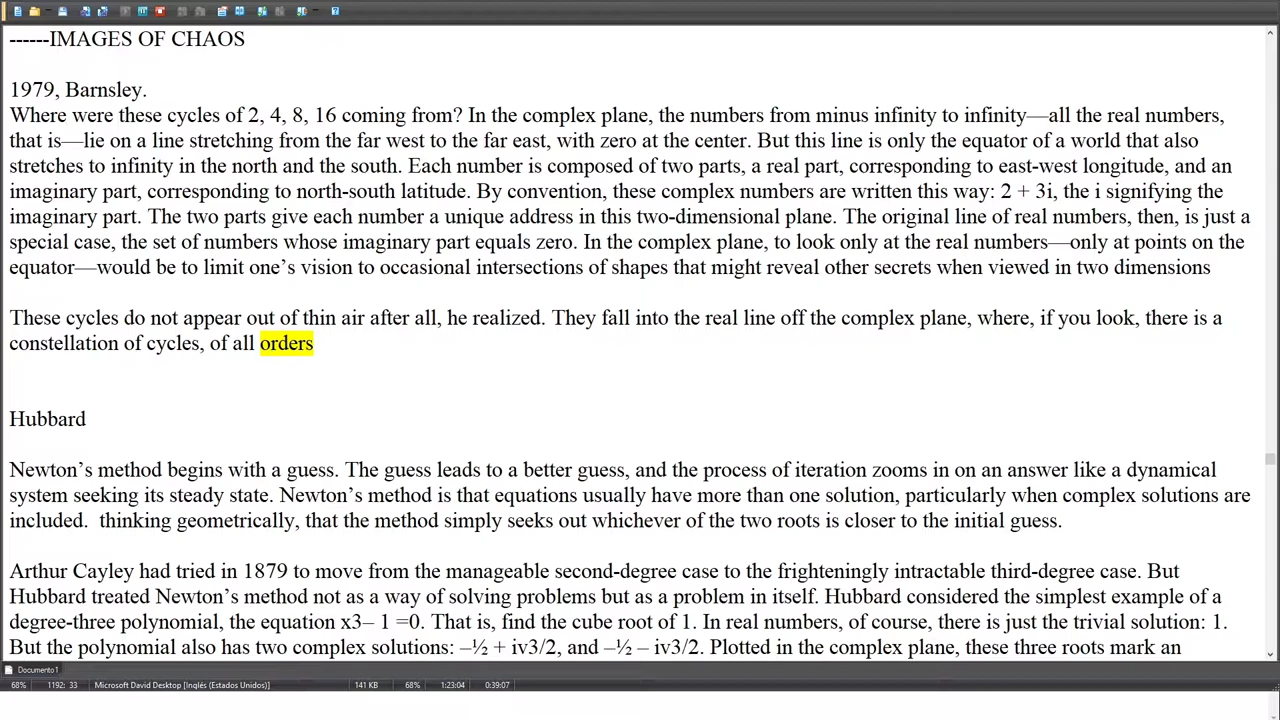 ------IMAGES OF CHAOS
1979, Barnsley.
Where were these cycles of 2, 4, 8, 16 coming from? In the complex plane, the numbers from minus infinity to infinity—all the real numbers,
that is—lie on a line stretching from the far west to the far east, with zero at the center. But this line is only the equator of a world that also
stretches to infinity in the north and the south. Each number is composed of two parts, a real part, corresponding to east-west longitude, and an
imaginary part, corresponding to north-south latitude. By convention, these complex numbers are written this way: 2 + 3i, the i signifying the
imaginary part. The two parts give each number a unique address in this two-dimensional plane. The original line of real numbers, then, is just a
special case, the set of numbers whose imaginary part equals zero. In the complex plane, to look only at the real numbers—only at points on the
equator—would be to limit one’s vision to occasional intersections of shapes that might reveal other secrets when viewed in two dimensions
These cycles do not appear out of thin air after all, he realized. They fall into the real line off the complex plane, where, if you look, there is a
constellation of cycles, of all orders
Hubbard
Newton’s method begins with a guess. The guess leads to a better guess, and the process of iteration zooms in on an answer like a dynamical
system seeking its steady state. Newton’s method is that equations usually have more than one solution, particularly when complex solutions are
included.  thinking geometrically, that the method simply seeks out whichever of the two roots is closer to the initial guess.
Arthur Cayley had tried in 1879 to move from the manageable second-degree case to the frighteningly intractable third-degree case. But
Hubbard treated Newton’s method not as a way of solving problems but as a problem in itself. Hubbard considered the simplest example of a
degree-three polynomial, the equation x3– 1 =0. That is, find the cube root of 1. In real numbers, of course, there is just the trivial solution: 1.
But the polynomial also has two complex solutions: –½ + iv3/2, and –½ – iv3/2. Plotted in the complex plane, these three roots mark an
Documento1
68% 1192: 33 Microsoft David Desktop [Inglés (Estados Unidos)] 141 KB 68% 1:23:04 0:39:07